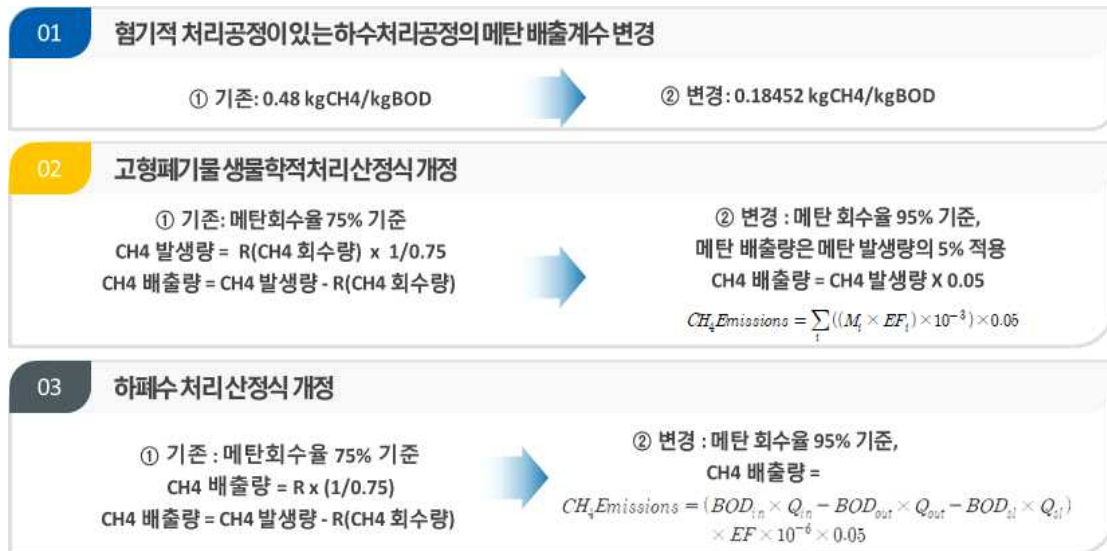 01 혐기적 처리공정이 있는 하수처리공정의 메탄 배출계수 변경
① 기존: 0.48 kgCH4/kgBOD
② 변경: 0.18452 kgCH4/kgBOD
02 고형폐기물 생물학적처리 산정식 개정
① 기존: 메탄회수율 75% 기준
CH4 발생량 = R(CH4 회수량) x 1/0.75
CH4 배출량 = CH4 발생량 - R(CH4 회수량)
② 변경 : 메탄 회수율 95% 기준,
메탄 배출량은 메탄 발생량의 5% 적용
CH4 배출량 = CH4 발생량 X 0.05
CH₄Emissions = ∑ᵢ((Mᵢ × EFᵢ) × 10⁻³) × 0.05
03 하폐수 처리 산정식 개정
① 기존 : 메탄회수율 75% 기준
CH4 배출량 = R x (1/0.75)
CH4 배출량 = CH4 발생량 - R(CH4 회수량)
② 변경 : 메탄 회수율 95% 기준,
CH4 배출량 =
CH₄Emissions = (BOD_in × Q_in − BOD_out × Q_out − BOD_sl × Q_sl)
× EF × 10⁻⁶ × 0.05